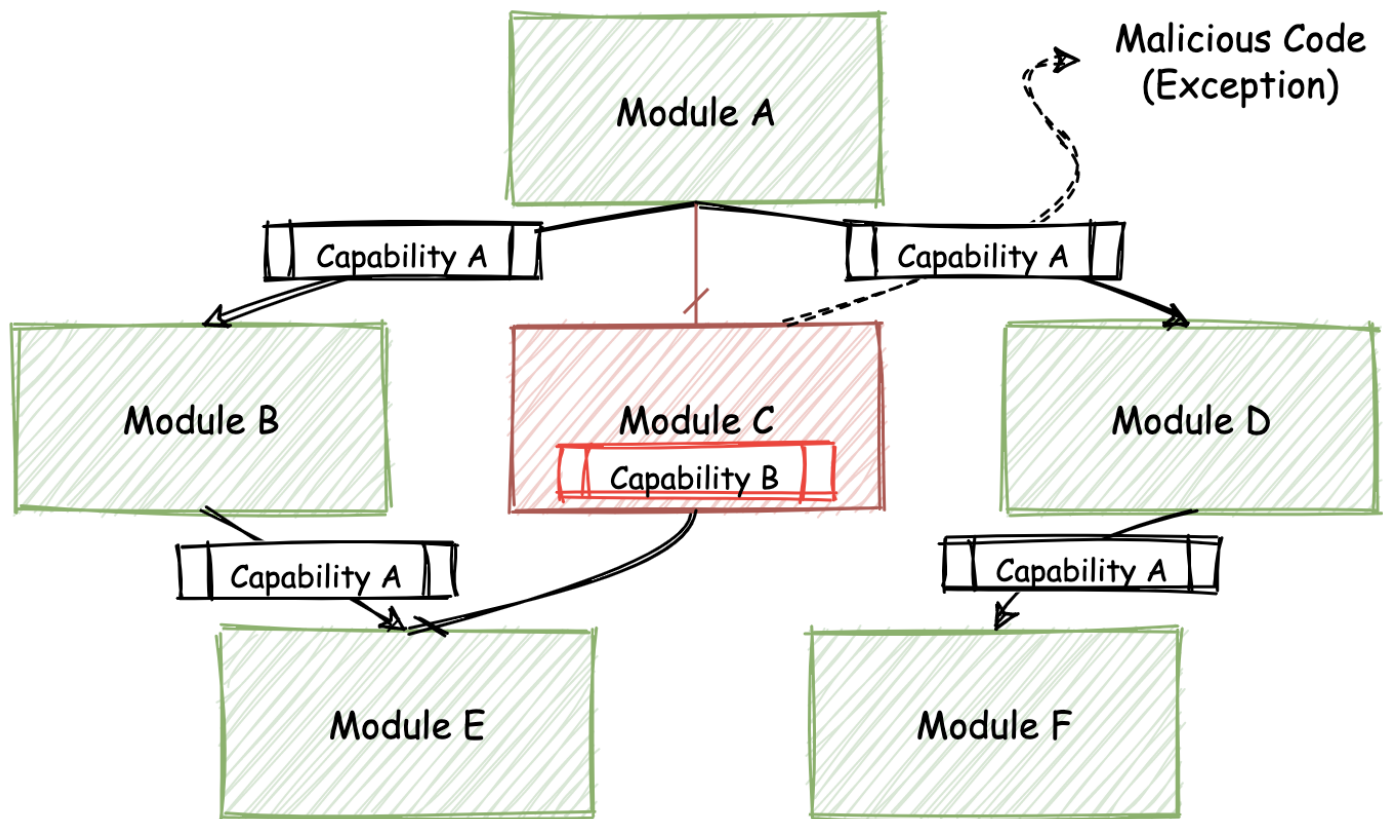 Malicious Code
(Exception)
Module A
Capability A
Capability A
Module B
Module C
Capability B
Module D
Capability A
Capability A
Module E
Module F